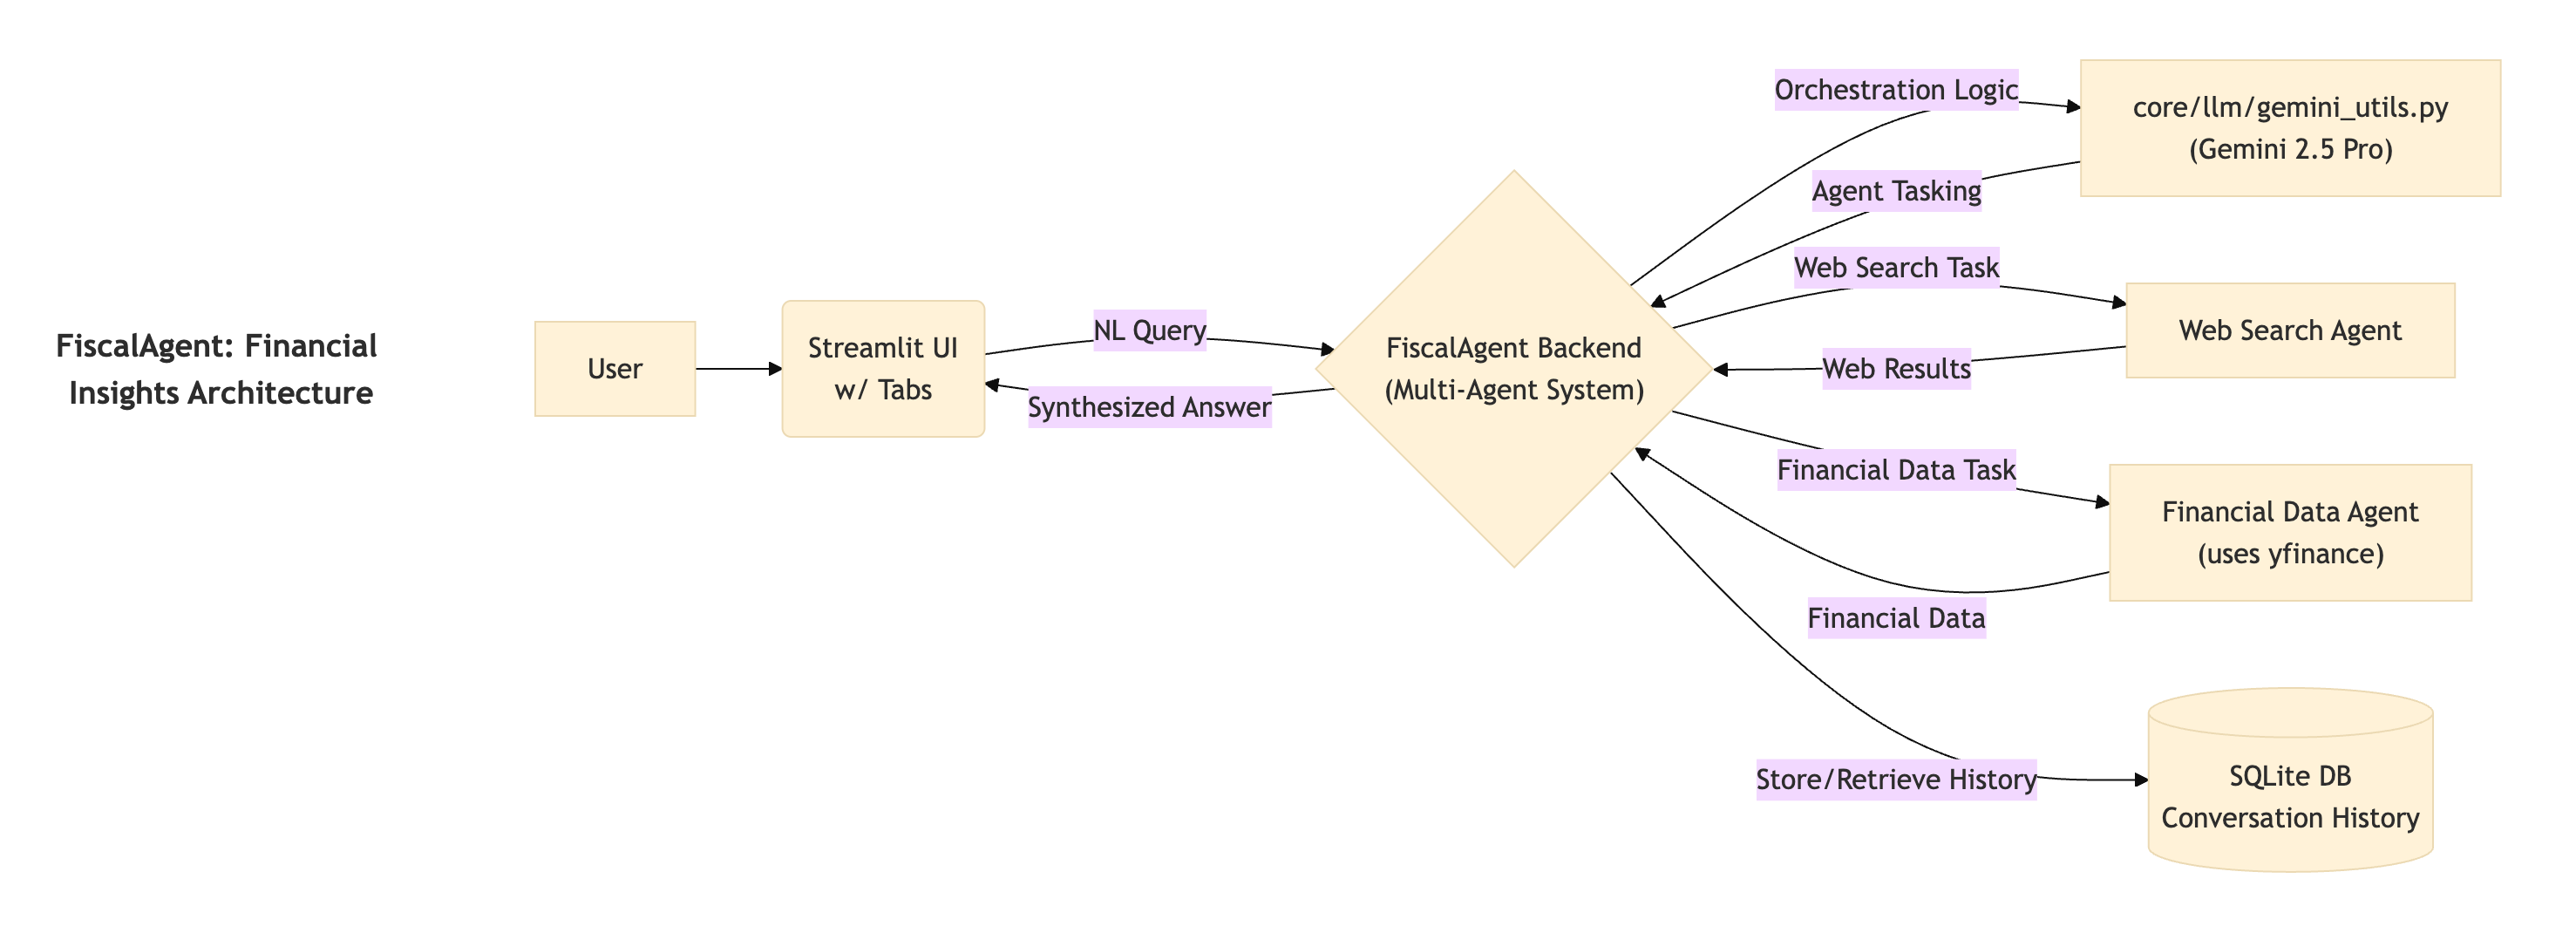 FiscalAgent: Financial
Insights Architecture
User
Streamlit UI
w/ Tabs
NL Query
Synthesized Answer
FiscalAgent Backend
(Multi-Agent System)
Orchestration Logic
Agent Tasking
Web Search Task
Web Results
Financial Data Task
Financial Data
Store/Retrieve History
core/llm/gemini_utils.py
(Gemini 2.5 Pro)
Web Search Agent
Financial Data Agent
(uses yfinance)
SQLite DB
Conversation History